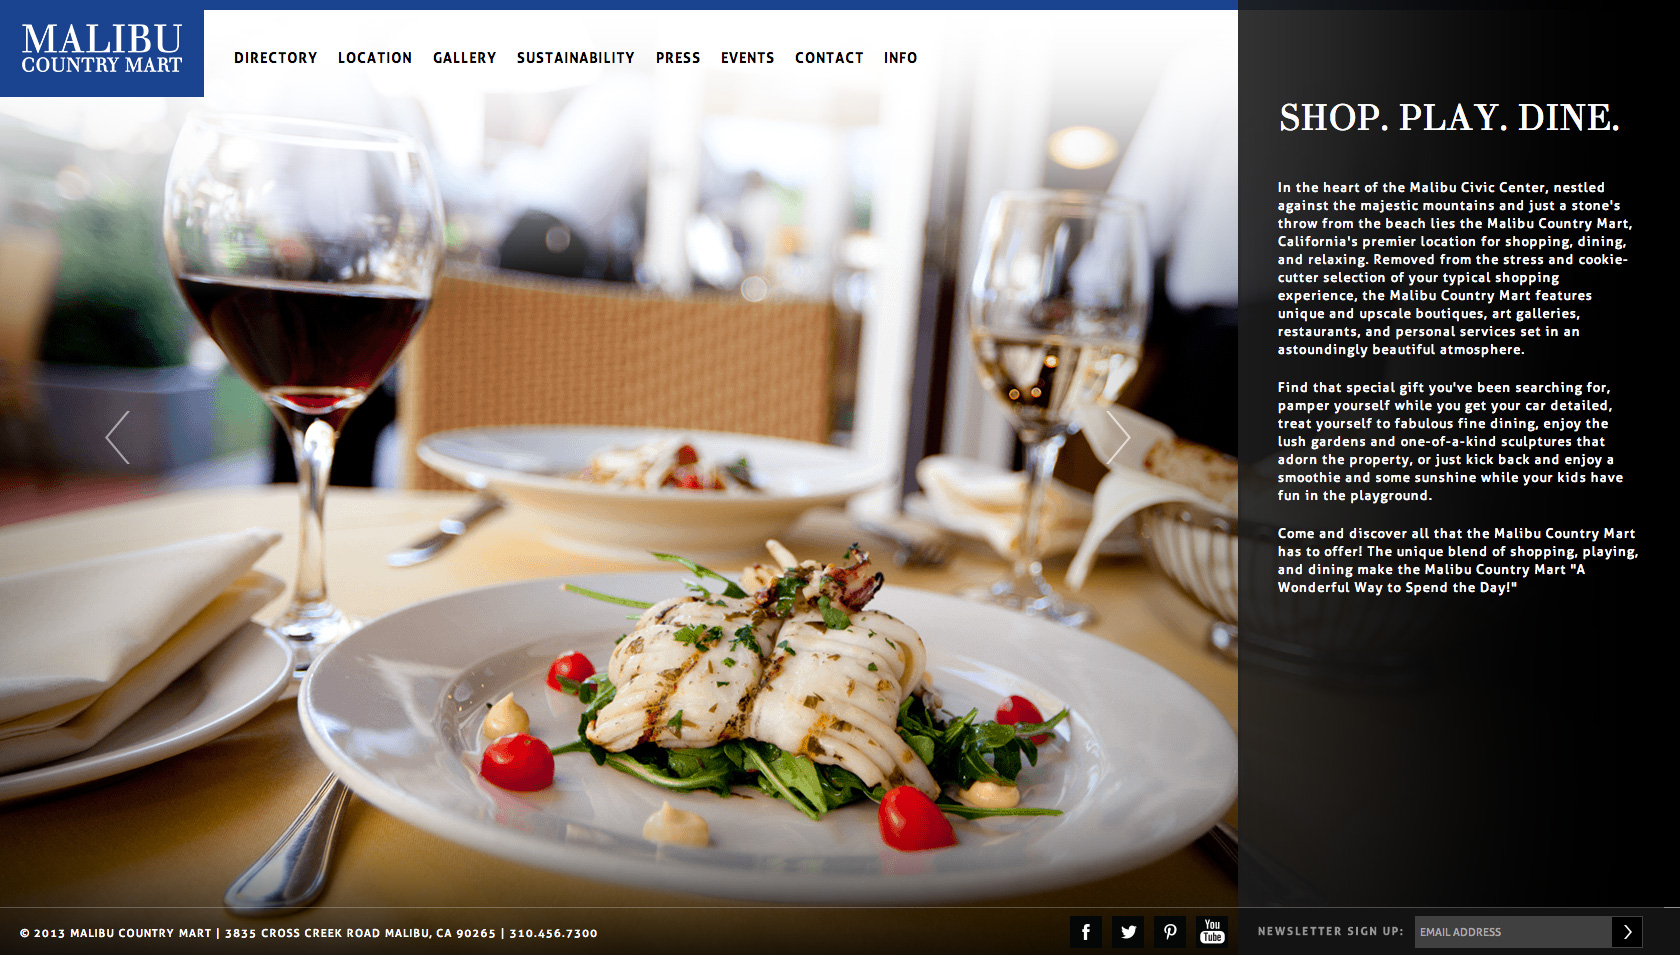 MALIBU
COUNTRY MART
DIRECTORY LOCATION GALLERY SUSTAINABILITY PRESS EVENTS CONTACT INFO
SHOP. PLAY. DINE.
In the heart of the Malibu Civic Center, nestled
against the majestic mountains and just a stone's
throw from the beach lies the Malibu Country Mart,
California's premier location for shopping, dining,
and relaxing. Removed from the stress and cookie-
cutter selection of your typical shopping
experience, the Malibu Country Mart features
unique and upscale boutiques, art galleries,
restaurants, and personal services set in an
astoundingly beautiful atmosphere.
Find that special gift you've been searching for,
pamper yourself while you get your car detailed,
treat yourself to fabulous fine dining, enjoy the
lush gardens and one-of-a-kind sculptures that
adorn the property, or just kick back and enjoy a
smoothie and some sunshine while your kids have
fun in the playground.
Come and discover all that the Malibu Country Mart
has to offer! The unique blend of shopping, playing,
and dining make the Malibu Country Mart "A
Wonderful Way to Spend the Day!"
© 2013 MALIBU COUNTRY MART | 3835 CROSS CREEK ROAD MALIBU, CA 90265 | 310.456.7300
You
Tube
NEWSLETTER SIGN UP: EMAIL ADDRESS